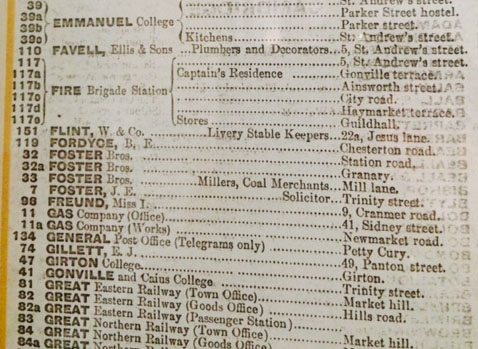 39 St. Andrew's street.
39a EMMANUEL College Parker Street hostel.
39b Parker street.
39c Kitchens St. Andrew's street.
110 FAVELL, Ellis & Sons Plumbers and Decorators 5, St. Andrew's street.
117 5, St. Andrew's street.
117a Captain's Residence Gonville terrace.
117b FIRE Brigade Station Ainsworth street
117c City road.
117d Haymarket terrace.
117e Stores Guildhall.
151 FLINT, W. & Co. Livery Stable Keepers 22a, Jesus lane.
119 FORDYCE, B. E. Chesterton road.
32 FOSTER Bros. Station road.
32a FOSTER Bros. Granary.
33 FOSTER Bros. Millers, Coal Merchants Mill lane.
7 FOSTER, J. E. Solicitor Trinity street.
96 FREUND, Miss I. 9, Cranmer road.
11 GAS Company (Office) 41, Sidney street.
11a GAS Company (Works) Newmarket road.
134 GENERAL Post Office (Telegrams only) Petty Cury.
74 GILLETT, E. J. 49, Panton street.
47 GIRTON College Girton.
41 GONVILLE and Caius College Trinity street.
81 GREAT Eastern Railway (Town Office) Market hill.
82 GREAT Eastern Railway (Goods Office) Hills road.
82a GREAT Eastern Railway (Passenger Station)
83 GREAT Northern Railway (Town Office) Market hill.
84 GREAT Northern Railway (Goods Office)
84a